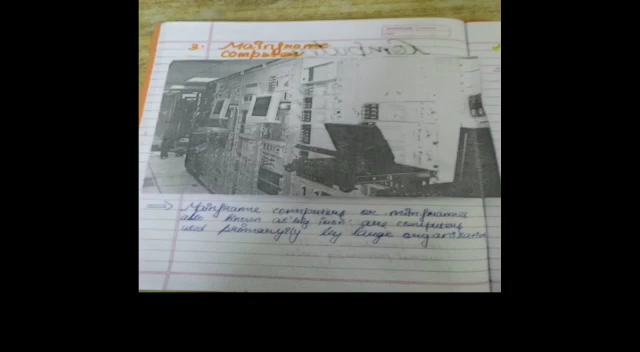 3. Mainframe
Computer
⇒ Mainframe computers or mainframes
also known as "big iron": are computers
used primarily by large organizations